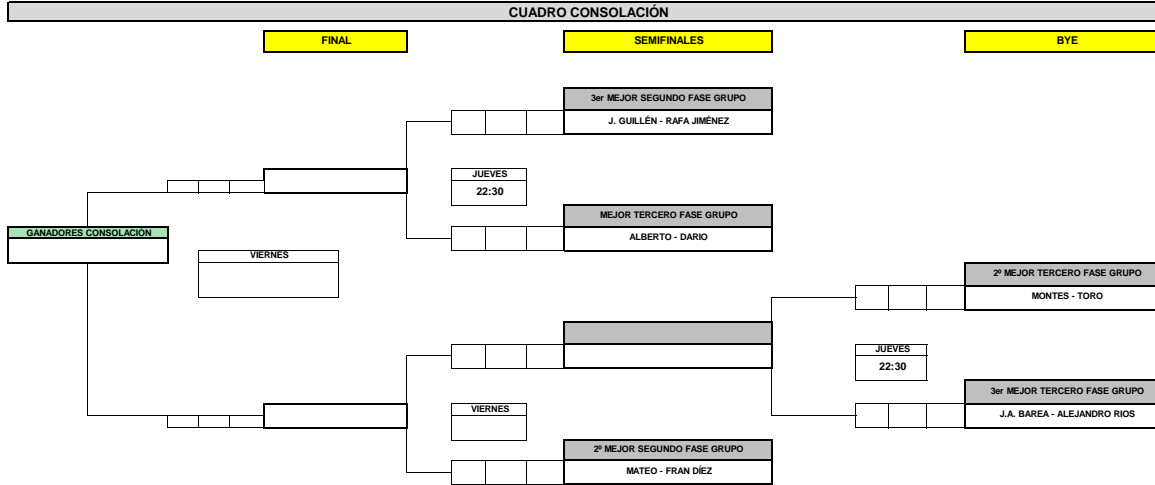 CUADRO CONSOLACIÓN
FINAL
SEMIFINALES
BYE
3er MEJOR SEGUNDO FASE GRUPO
J. GUILLÉN - RAFA JIMÉNEZ
JUEVES
22:30
MEJOR TERCERO FASE GRUPO
ALBERTO - DARIO
GANADORES CONSOLACIÓN
VIERNES
2º MEJOR TERCERO FASE GRUPO
MONTES - TORO
JUEVES
22:30
3er MEJOR TERCERO FASE GRUPO
J.A. BAREA - ALEJANDRO RIOS
VIERNES
2º MEJOR SEGUNDO FASE GRUPO
MATEO - FRAN DÍEZ